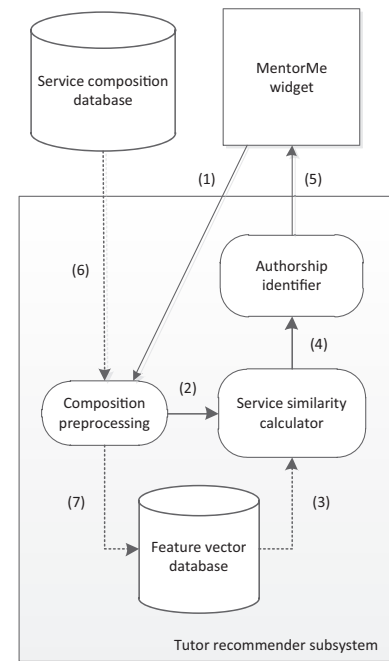 Service composition
database
MentorMe
widget
(1)
(5)
(6)
Authorship
identifier
(4)
(2)
Composition
preprocessing
Service similarity
calculator
(7)
(3)
Feature vector
database
Tutor recommender subsystem